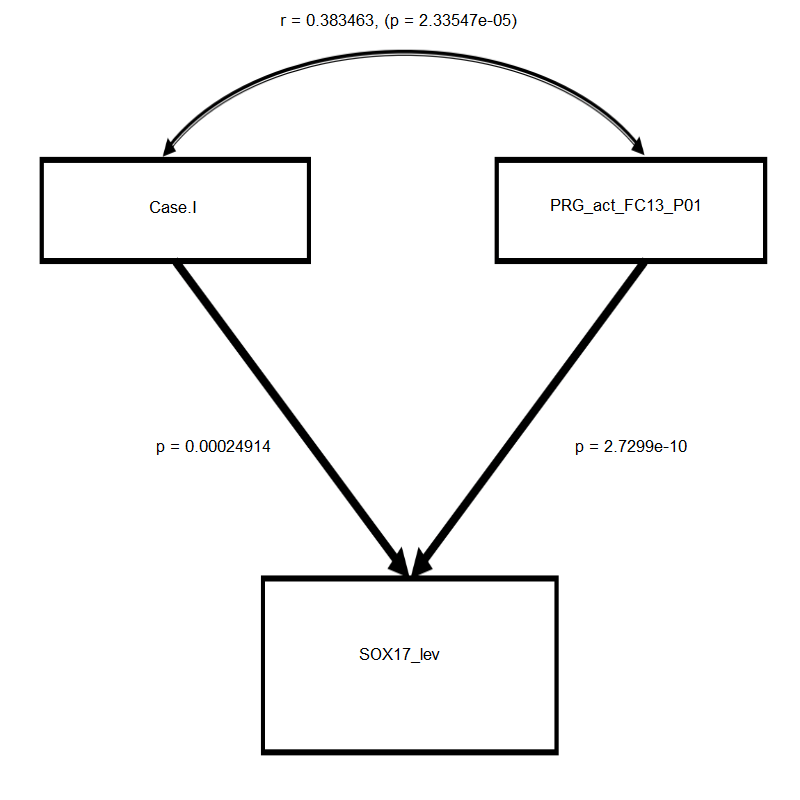 r = 0.383463, (p = 2.33547e-05)
Case.I
PRG_act_FC13_P01
p = 0.00024914
p = 2.7299e-10
SOX17_lev